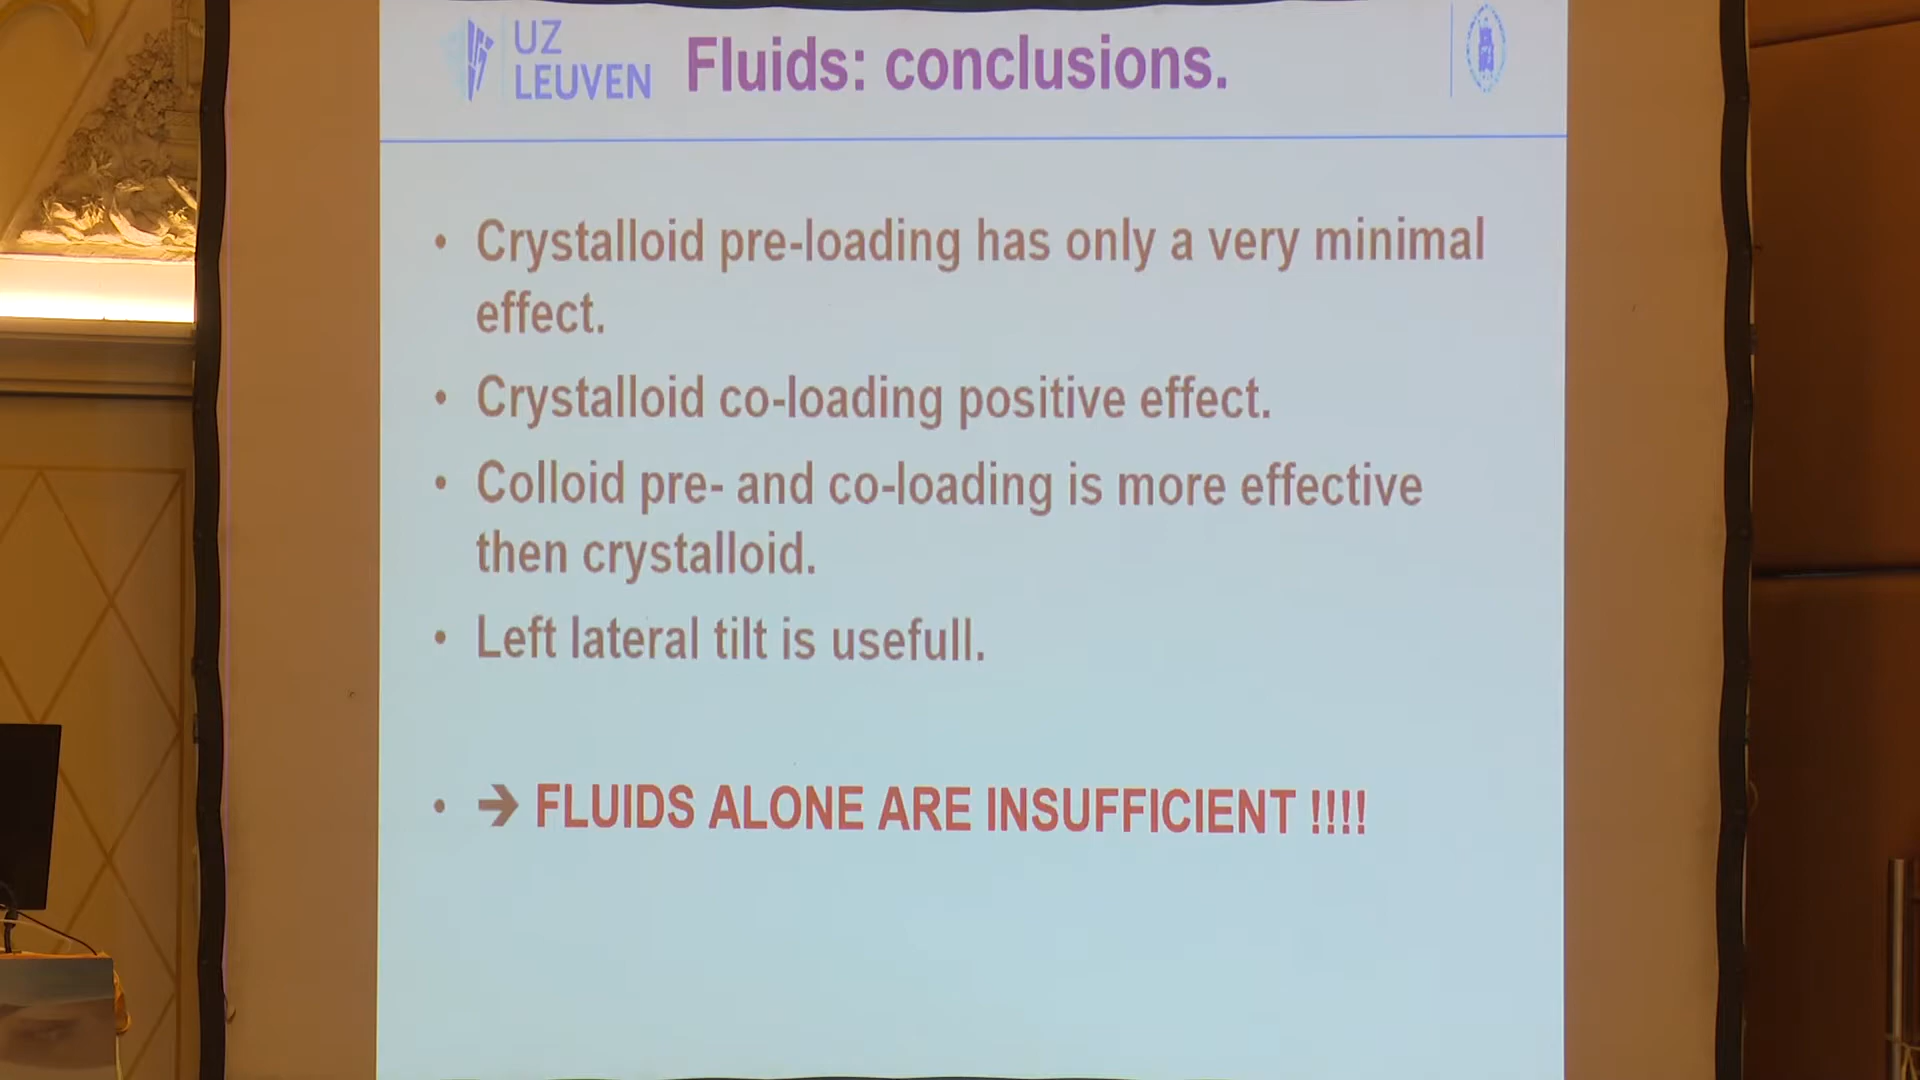 UZ
LEUVEN
Fluids: conclusions.
• Crystalloid pre-loading has only a very minimal
effect.
• Crystalloid co-loading positive effect.
• Colloid pre- and co-loading is more effective
then crystalloid.
• Left lateral tilt is usefull.
• → FLUIDS ALONE ARE INSUFFICIENT !!!!